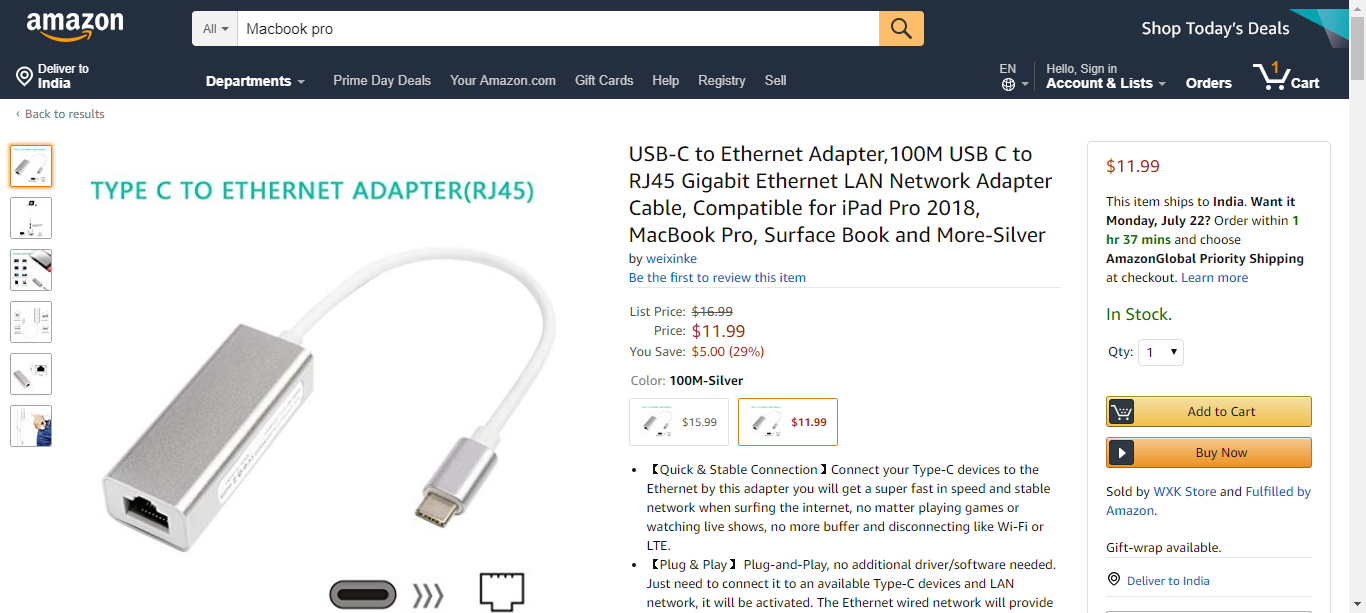 amazon
All
Macbook pro
Shop Today's Deals
Deliver to
India
Departments
Prime Day Deals
Your Amazon.com
Gift Cards
Help
Registry
Sell
EN
Hello, Sign in
Account & Lists
Orders
1
Cart
‹ Back to results
TYPE C TO ETHERNET ADAPTER(RJ45)
USB-C to Ethernet Adapter,100M USB C to
RJ45 Gigabit Ethernet LAN Network Adapter
Cable, Compatible for iPad Pro 2018,
MacBook Pro, Surface Book and More-Silver
by weixinke
Be the first to review this item
List Price: $16.99
Price: $11.99
You Save: $5.00 (29%)
Color: 100M-Silver
$15.99
$11.99
• 【Quick & Stable Connection】Connect your Type-C devices to the
Ethernet by this adapter you will get a super fast in speed and stable
network when surfing the internet, no matter playing games or
watching live shows, no more buffer and disconnecting like Wi-Fi or
LTE.
• 【Plug & Play】 Plug-and-Play, no additional driver/software needed.
Just need to connect it to an available Type-C devices and LAN
network, it will be activated. The Ethernet wired network will provide
$11.99
This item ships to India. Want it
Monday, July 22? Order within 1
hr 37 mins and choose
AmazonGlobal Priority Shipping
at checkout. Learn more
In Stock.
Qty: 1
Add to Cart
Buy Now
Sold by WXK Store and Fulfilled by
Amazon.
Gift-wrap available.
Deliver to India